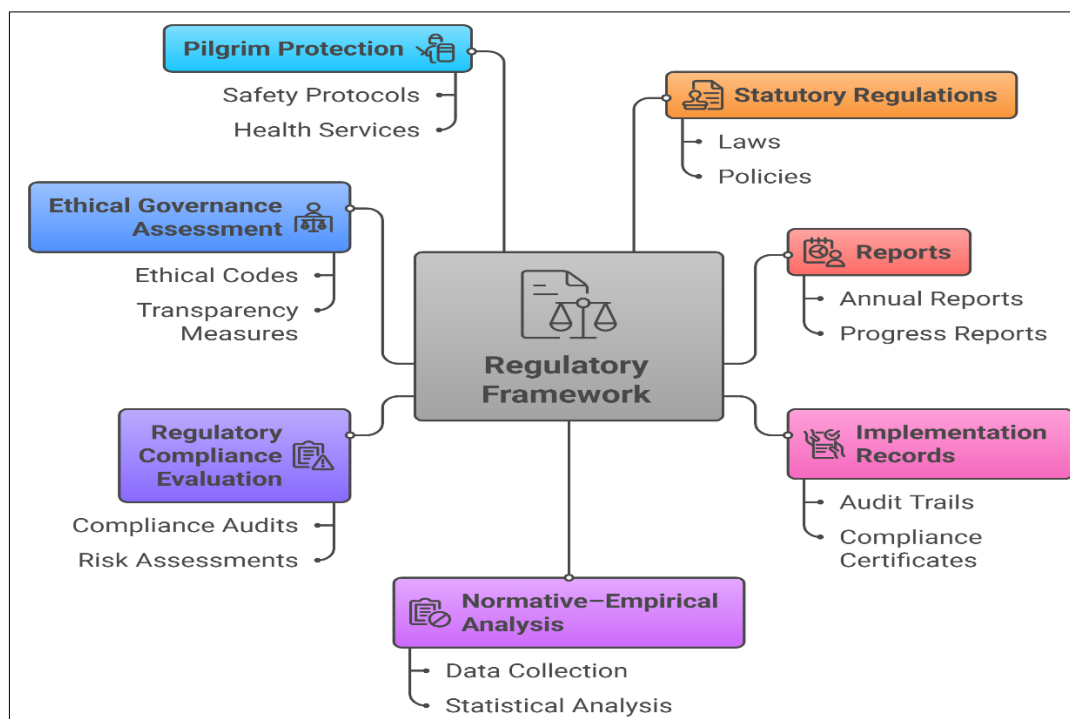 Pilgrim Protection
Safety Protocols
Health Services
Statutory Regulations
Laws
Policies
Ethical Governance
Assessment
Ethical Codes
Transparency
Measures
Reports
Annual Reports
Progress Reports
Regulatory
Framework
Regulatory
Compliance
Evaluation
Compliance Audits
Risk Assessments
Implementation
Records
Audit Trails
Compliance
Certificates
Normative–Empirical
Analysis
Data Collection
Statistical Analysis